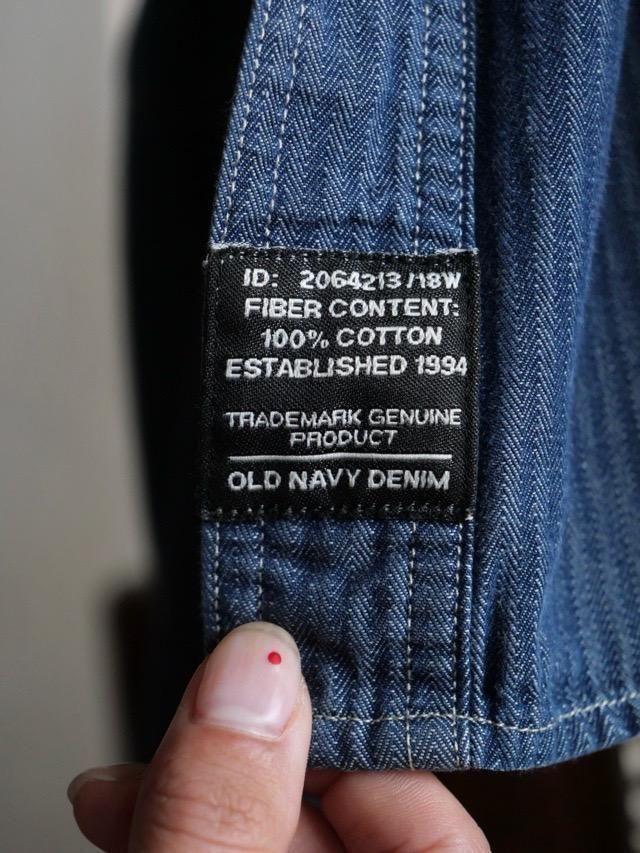 ID: 2064213/18W
FIBER CONTENT:
100% COTTON
ESTABLISHED 1994
TRADEMARK GENUINE
PRODUCT
OLD NAVY DENIM